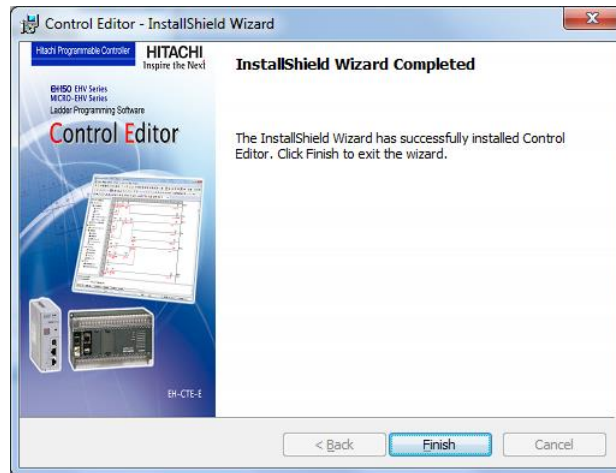 Control Editor - InstallShield Wizard
Hitachi Programmable Controller
HITACHI
Inspire the Next
EH150 EHV Series
MICRO-EHV Series
Ladder Programming Software
Control Editor
EH-CTE-E
InstallShield Wizard Completed
The InstallShield Wizard has successfully installed Control
Editor. Click Finish to exit the wizard.
< Back
Finish
Cancel